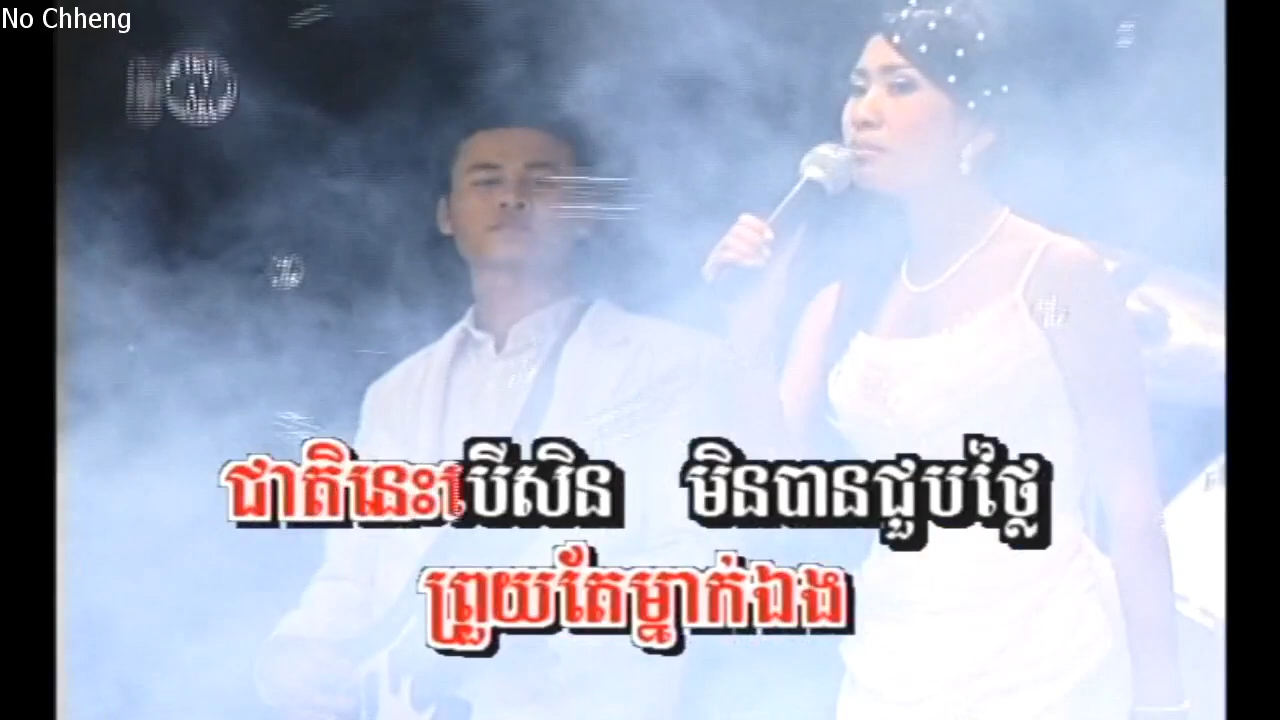 No Chheng
ជាតិនេះបើសិន មិនបានជួបថ្លៃ
ព្រួយតែម្នាក់ឯង